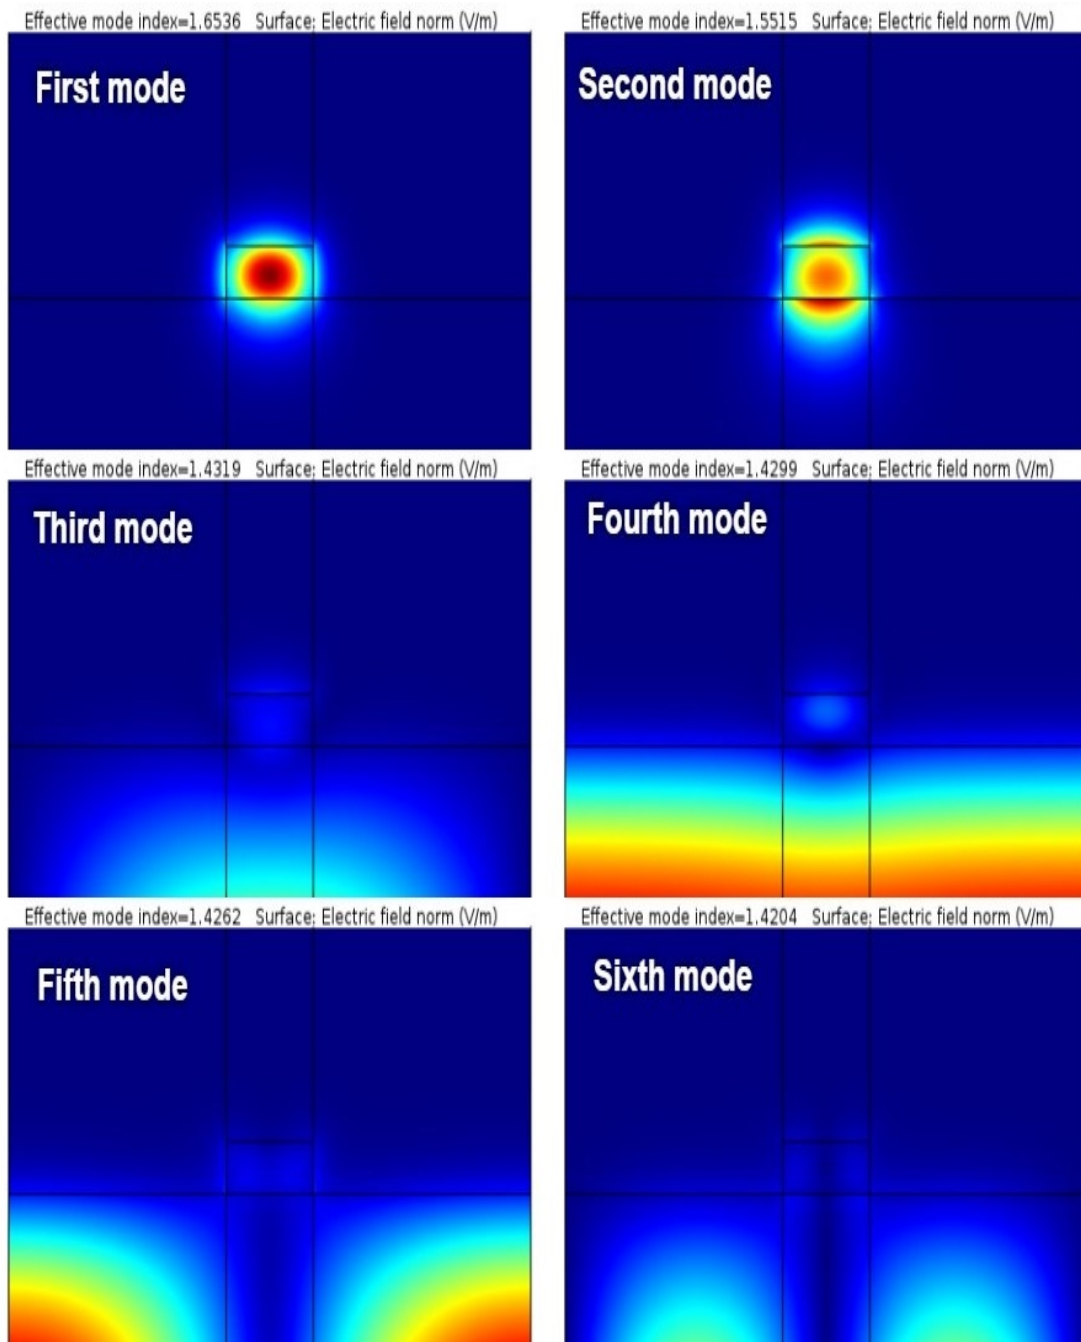 Effective mode index=1.6536 Surface: Electric field norm (V/m)
First mode
Effective mode index=1.5515 Surface: Electric field norm (V/m)
Second mode
Effective mode index=1.4319 Surface: Electric field norm (V/m)
Third mode
Effective mode index=1.4299 Surface: Electric field norm (V/m)
Fourth mode
Effective mode index=1.4262 Surface: Electric field norm (V/m)
Fifth mode
Effective mode index=1.4204 Surface: Electric field norm (V/m)
Sixth mode